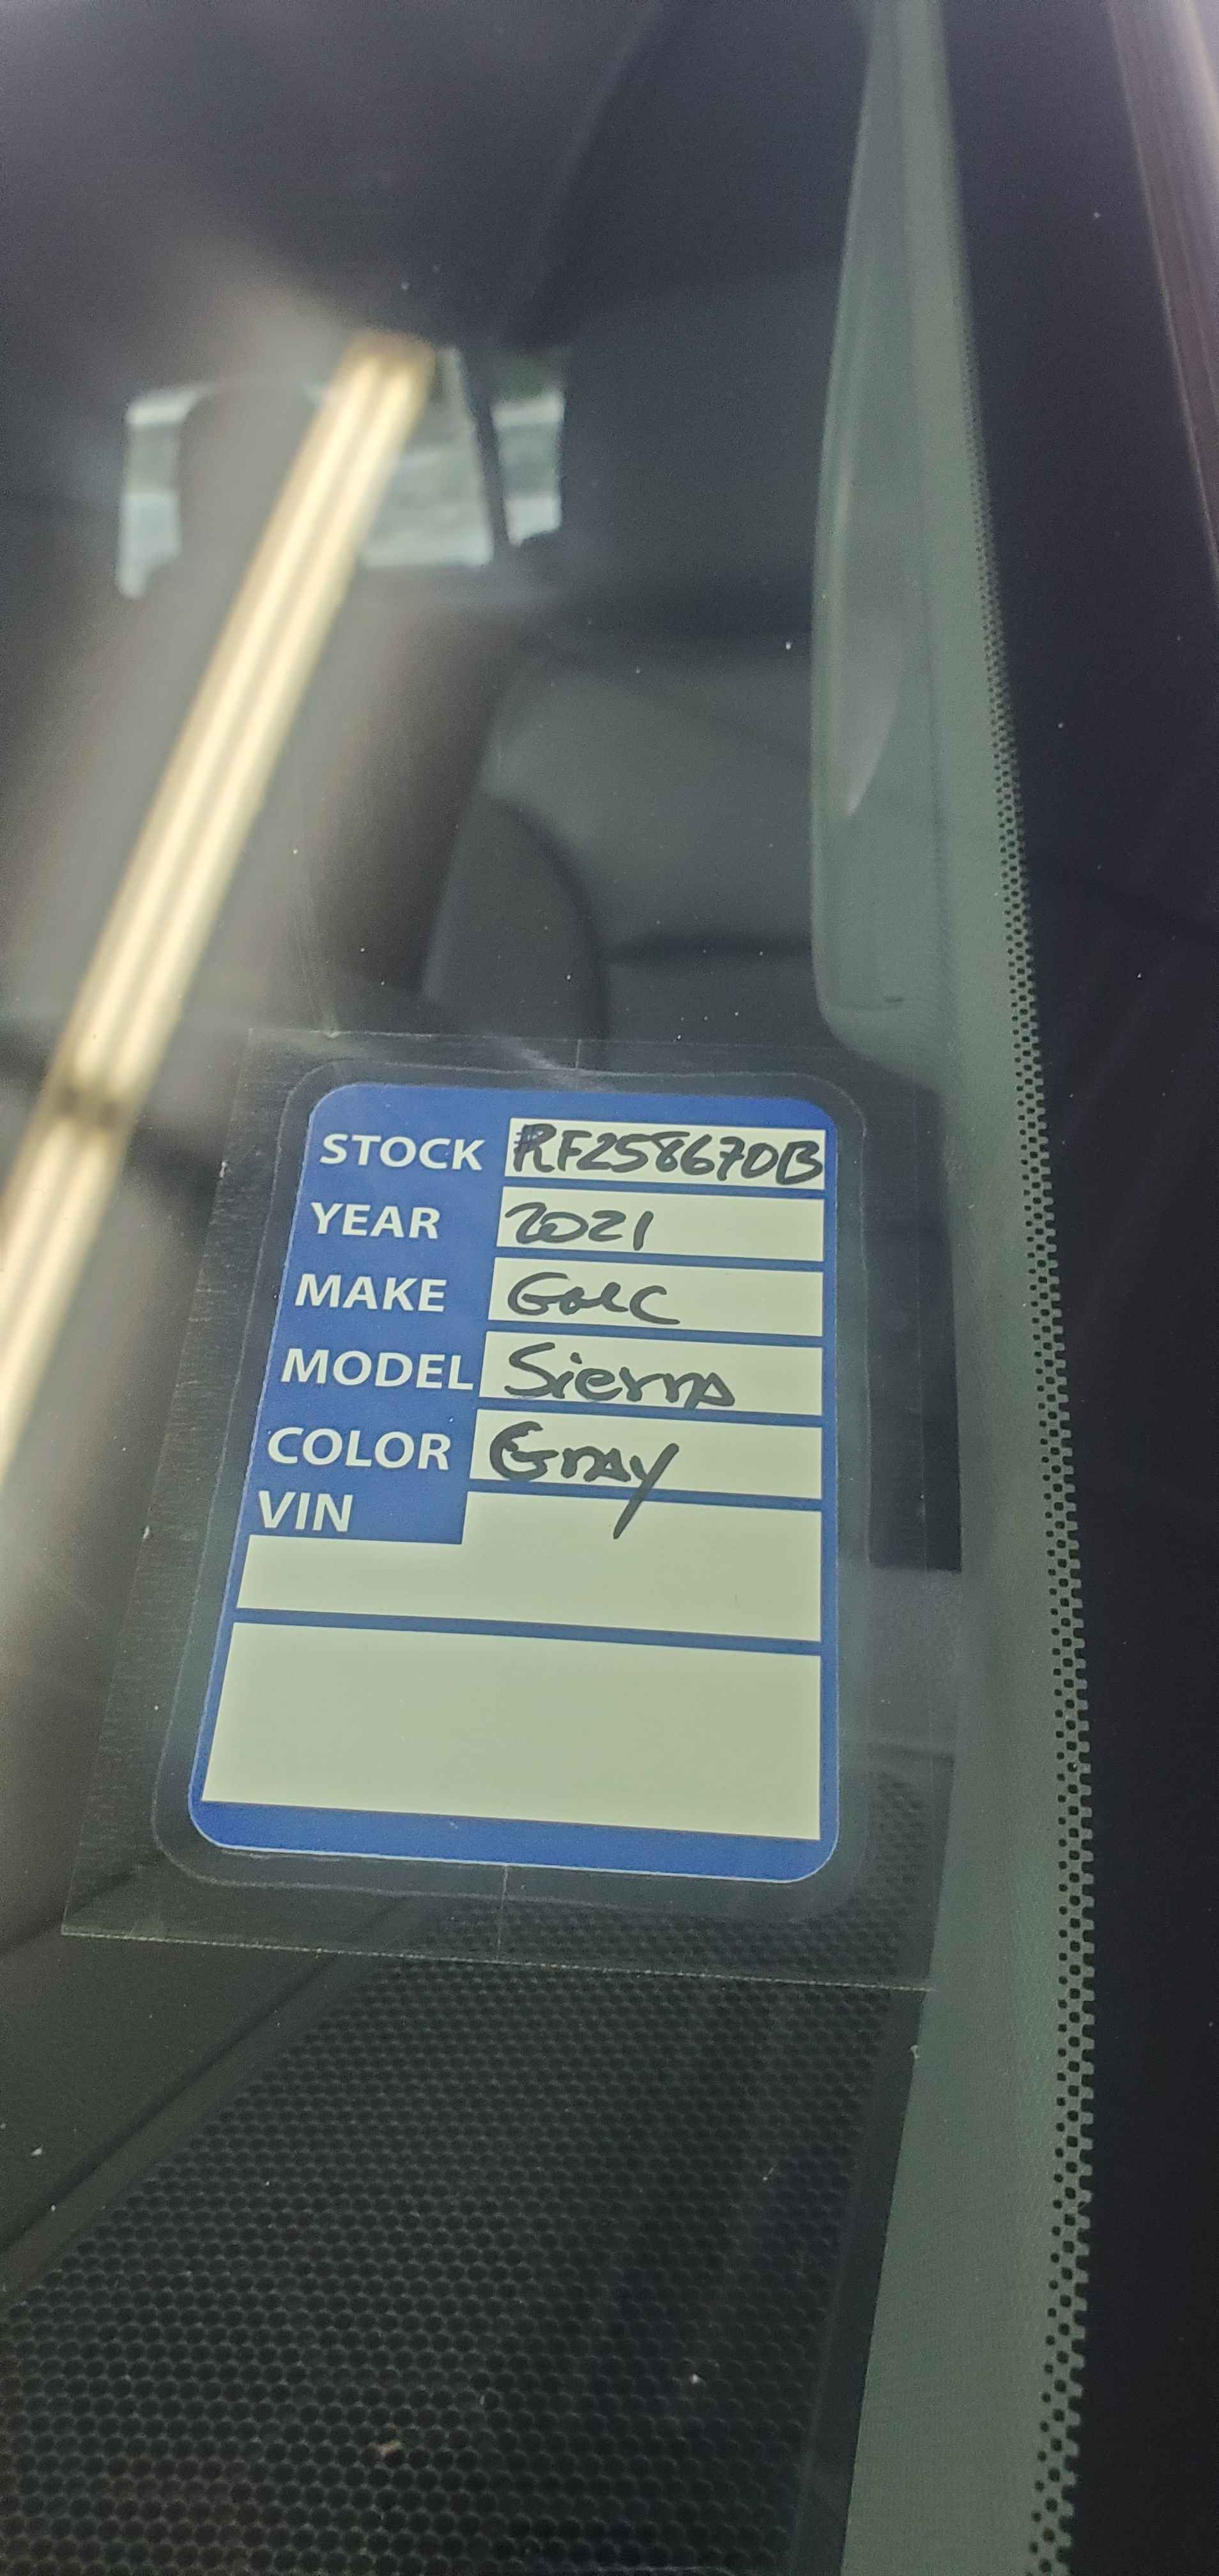 STOCK RF258670B
YEAR 2021
MAKE GMC
MODEL Sierra
COLOR Gray
VIN